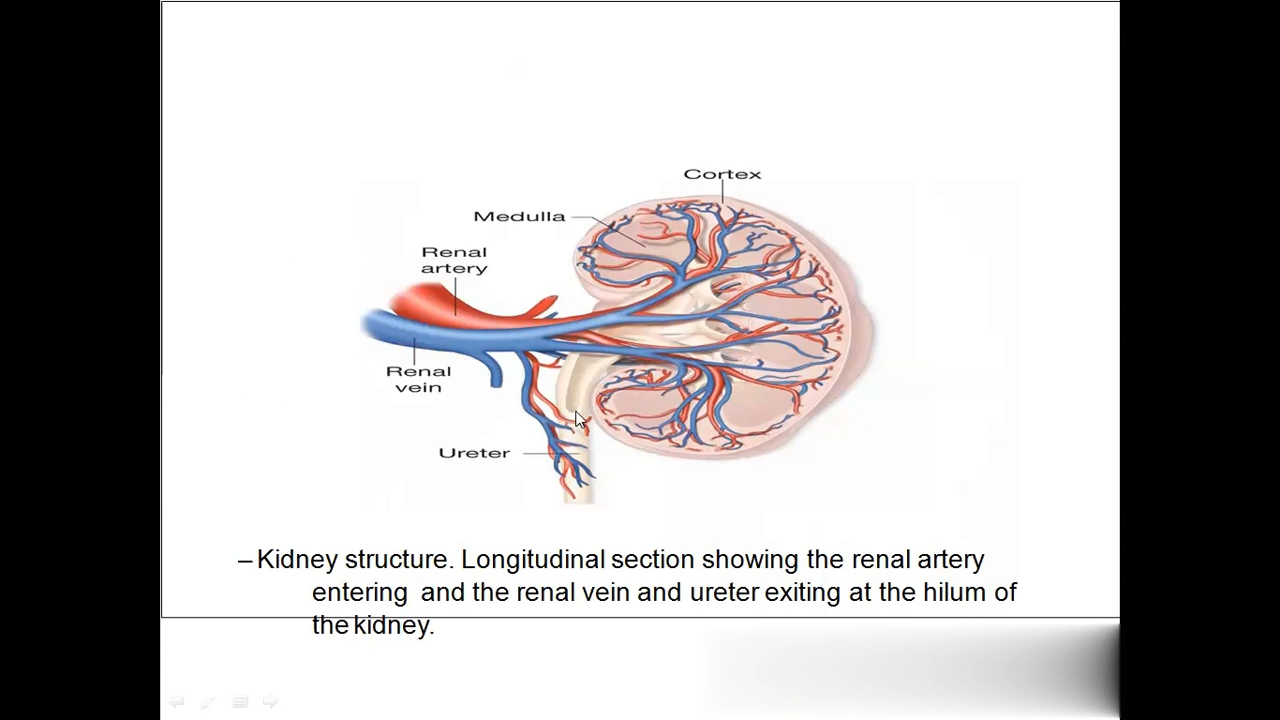 Cortex
Medulla
Renal
artery
Renal
vein
Ureter
– Kidney structure. Longitudinal section showing the renal artery
entering and the renal vein and ureter exiting at the hilum of
the kidney.